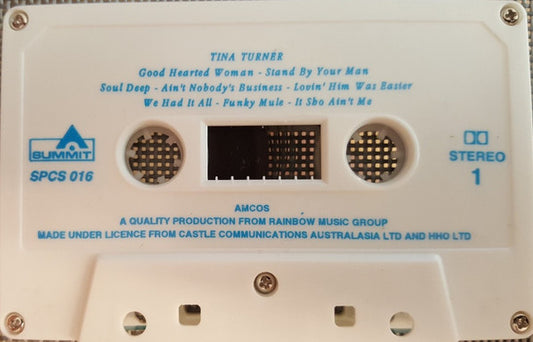 TINA TURNER
Good Hearted Woman - Stand By Your Man
Soul Deep - Ain't Nobody's Business - Lovin' Him Was Easier
We Had It All - Funky Mule - It Sho Ain't Me
SUMMIT
SPCS 016
STEREO
1
AMCOS
A QUALITY PRODUCTION FROM RAINBOW MUSIC GROUP
MADE UNDER LICENCE FROM CASTLE COMMUNICATIONS AUSTRALASIA LTD AND HHO LTD